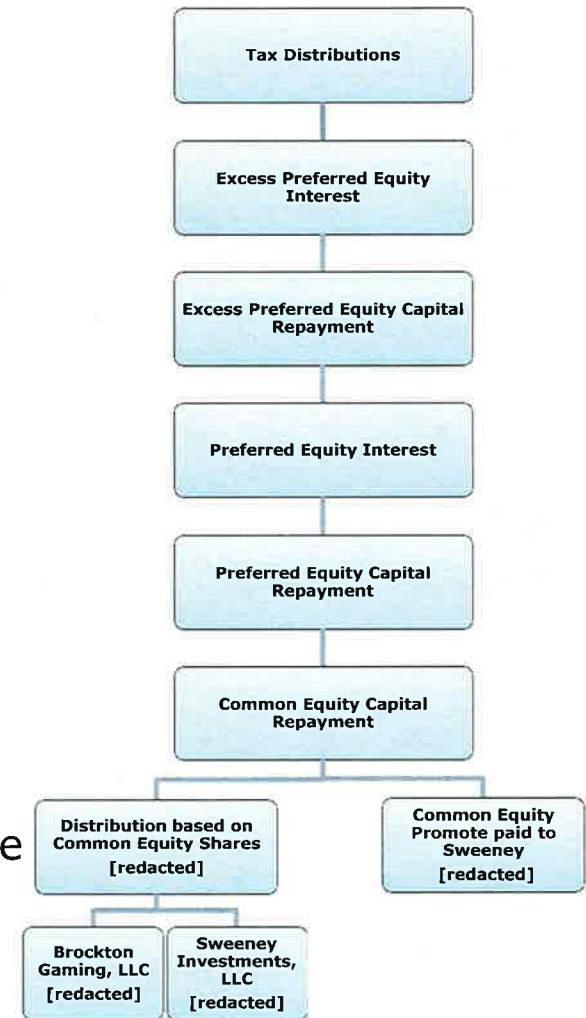 Tax Distributions
Excess Preferred Equity
Interest
Excess Preferred Equity Capital
Repayment
Preferred Equity Interest
Preferred Equity Capital
Repayment
Common Equity Capital
Repayment
e
Distribution based on
Common Equity Shares
[redacted]
Common Equity
Promote paid to
Sweeney
[redacted]
Brockton
Gaming, LLC
[redacted]
Sweeney
Investments,
LLC
[redacted]